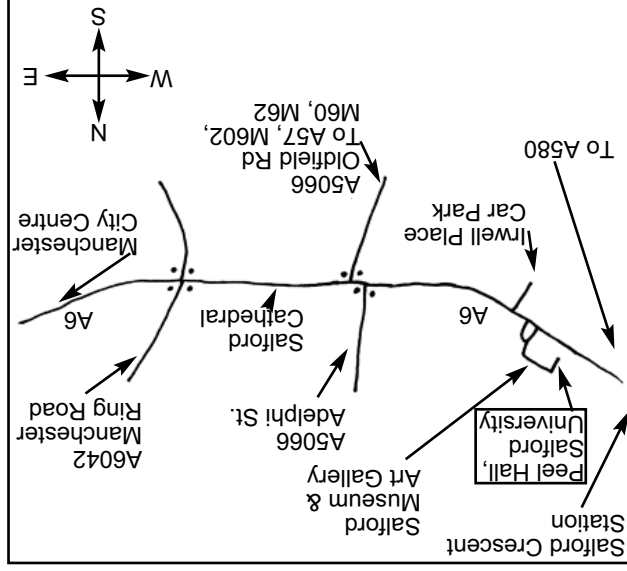 Salford Crescent
Station
Peel Hall,
Salford
University
Salford
Museum &
Art Gallery
A5066
Adelphi St.
A6042
Manchester
Ring Road
A6
Salford
Cathedral
A6
Manchester
City Centre
To A580
Irwell Place
Car Park
A5066
Oldfield Rd
To A57, M602,
M60, M62
N
W
E
S